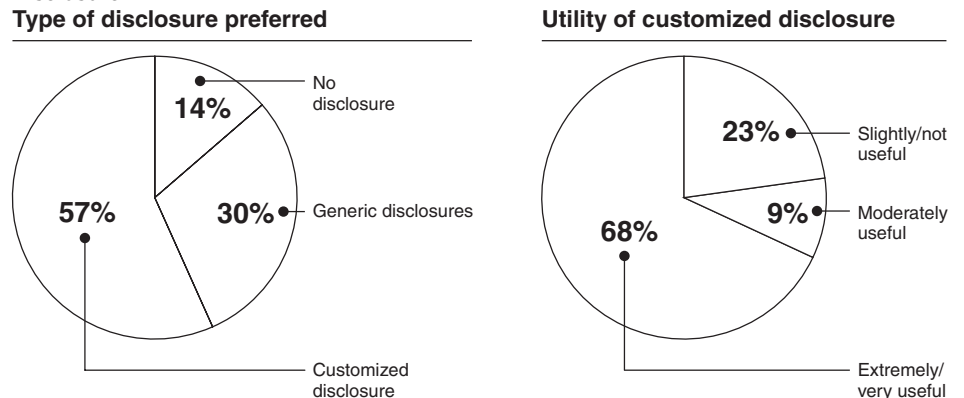 Type of disclosure preferred
No
disclosure
14%
57%
30%
Generic disclosures
Customized
disclosure
Utility of customized disclosure
23%
Slightly/not
useful
9%
Moderately
useful
68%
Extremely/
very useful